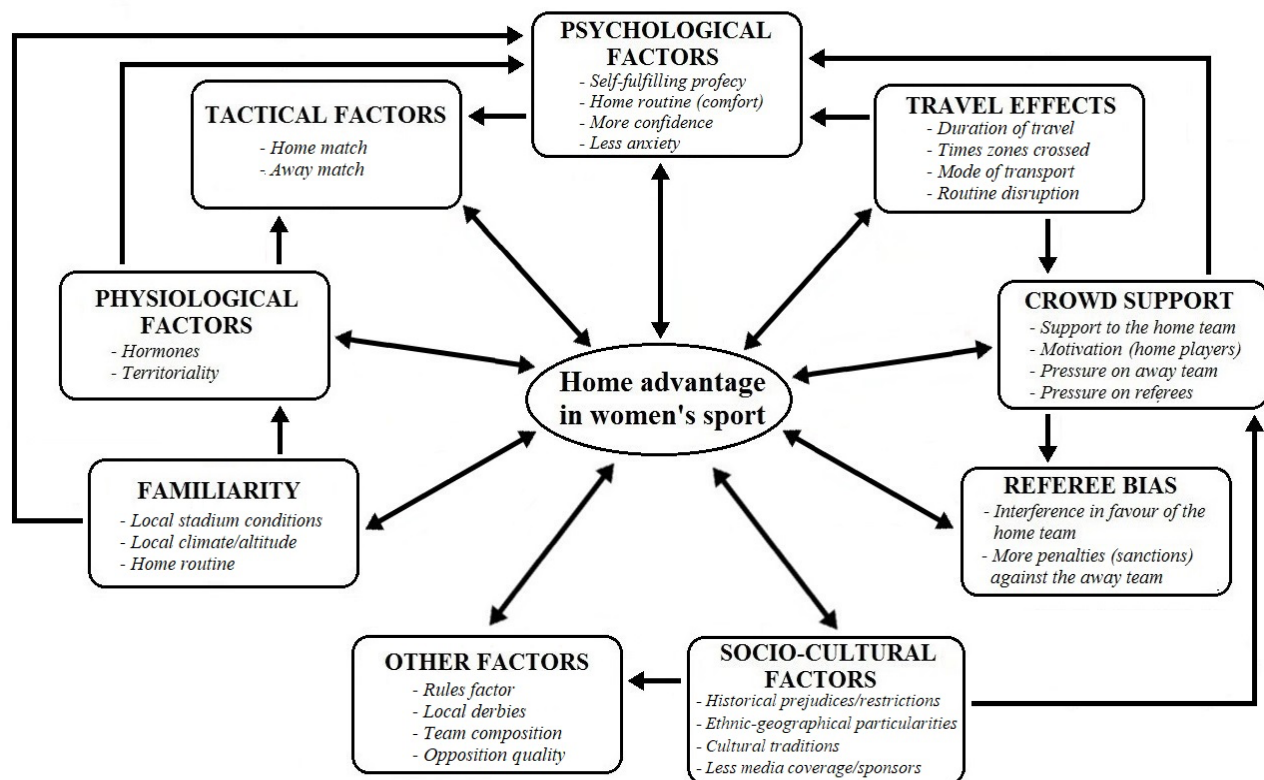 PSYCHOLOGICAL
FACTORS
- Self-fulfilling profecy
- Home routine (comfort)
- More confidence
- Less anxiety
TACTICAL FACTORS
- Home match
- Away match
TRAVEL EFFECTS
- Duration of travel
- Times zones crossed
- Mode of transport
- Routine disruption
PHYSIOLOGICAL
FACTORS
- Hormones
- Territoriality
CROWD SUPPORT
- Support to the home team
- Motivation (home players)
- Pressure on away team
- Pressure on referees
Home advantage
in women's sport
FAMILIARITY
- Local stadium conditions
- Local climate/altitude
- Home routine
REFEREE BIAS
- Interference in favour of the
home team
- More penalties (sanctions)
against the away team
OTHER FACTORS
- Rules factor
- Local derbies
- Team composition
- Opposition quality
SOCIO-CULTURAL
FACTORS
- Historical prejudices/restrictions
- Ethnic-geographical particularities
- Cultural traditions
- Less media coverage/sponsors